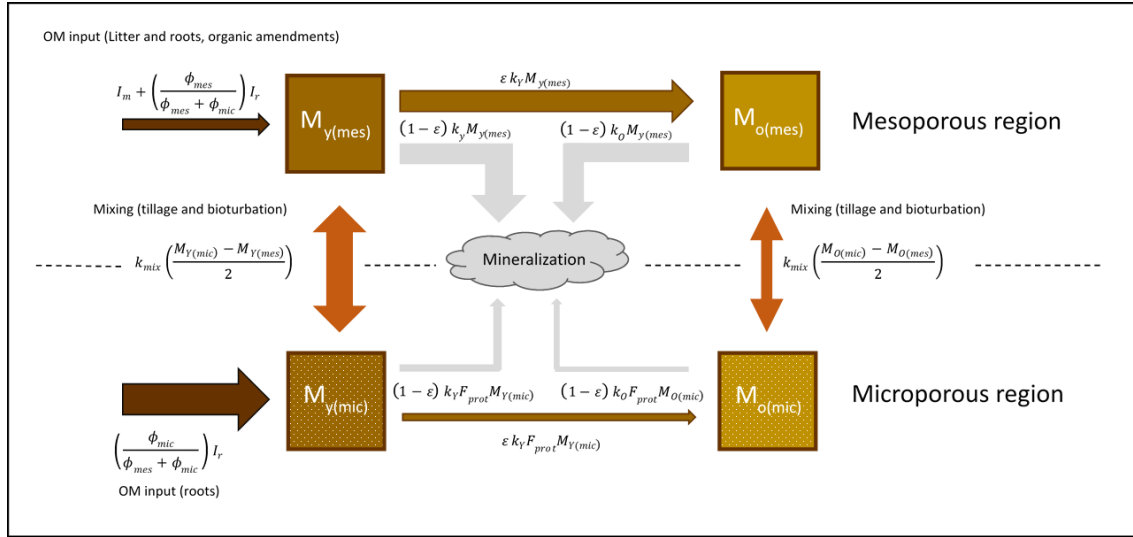 OM input (Litter and roots, organic amendments)
I_m + (ϕ_mes / (ϕ_mes + ϕ_mic)) I_r
M_y(mes)
ε k_Y M_y(mes)
M_o(mes)
Mesoporous region
(1 − ε) k_y M_y(mes)
(1 − ε) k_O M_y(mes)
Mixing (tillage and bioturbation)
Mixing (tillage and bioturbation)
k_mix ((M_Y(mic) − M_Y(mes)) / 2)
Mineralization
k_mix ((M_O(mic) − M_O(mes)) / 2)
M_y(mic)
(1 − ε) k_Y F_prot M_Y(mic)
(1 − ε) k_O F_prot M_O(mic)
M_o(mic)
Microporous region
ε k_Y F_prot M_Y(mic)
(ϕ_mic / (ϕ_mes + ϕ_mic)) I_r
OM input (roots)